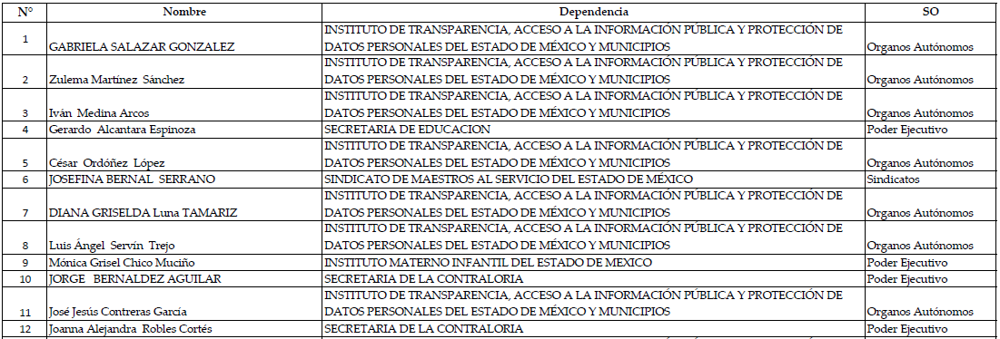 N° Nombre Dependencia SO
1 GABRIELA SALAZAR GONZALEZ INSTITUTO DE TRANSPARENCIA, ACCESO A LA INFORMACIÓN PÚBLICA Y PROTECCIÓN DE
DATOS PERSONALES DEL ESTADO DE MÉXICO Y MUNICIPIOS Organos Autónomos
2 Zulema Martínez Sánchez INSTITUTO DE TRANSPARENCIA, ACCESO A LA INFORMACIÓN PÚBLICA Y PROTECCIÓN DE
DATOS PERSONALES DEL ESTADO DE MÉXICO Y MUNICIPIOS Organos Autónomos
3 Iván Medina Arcos INSTITUTO DE TRANSPARENCIA, ACCESO A LA INFORMACIÓN PÚBLICA Y PROTECCIÓN DE
DATOS PERSONALES DEL ESTADO DE MÉXICO Y MUNICIPIOS Organos Autónomos
4 Gerardo Alcantara Espinoza SECRETARIA DE EDUCACION Poder Ejecutivo
5 César Ordóñez López INSTITUTO DE TRANSPARENCIA, ACCESO A LA INFORMACIÓN PÚBLICA Y PROTECCIÓN DE
DATOS PERSONALES DEL ESTADO DE MÉXICO Y MUNICIPIOS Organos Autónomos
6 JOSEFINA BERNAL SERRANO SINDICATO DE MAESTROS AL SERVICIO DEL ESTADO DE MÉXICO Sindicatos
7 DIANA GRISELDA Luna TAMARIZ INSTITUTO DE TRANSPARENCIA, ACCESO A LA INFORMACIÓN PÚBLICA Y PROTECCIÓN DE
DATOS PERSONALES DEL ESTADO DE MÉXICO Y MUNICIPIOS Organos Autónomos
8 Luis Ángel Servín Trejo INSTITUTO DE TRANSPARENCIA, ACCESO A LA INFORMACIÓN PÚBLICA Y PROTECCIÓN DE
DATOS PERSONALES DEL ESTADO DE MÉXICO Y MUNICIPIOS Organos Autónomos
9 Mónica Grisel Chico Muciño INSTITUTO MATERNO INFANTIL DEL ESTADO DE MEXICO Poder Ejecutivo
10 JORGE BERNALDEZ AGUILAR SECRETARIA DE LA CONTRALORIA Poder Ejecutivo
11 José Jesús Contreras García INSTITUTO DE TRANSPARENCIA, ACCESO A LA INFORMACIÓN PÚBLICA Y PROTECCIÓN DE
DATOS PERSONALES DEL ESTADO DE MÉXICO Y MUNICIPIOS Organos Autónomos
12 Joanna Alejandra Robles Cortés SECRETARIA DE LA CONTRALORIA Poder Ejecutivo